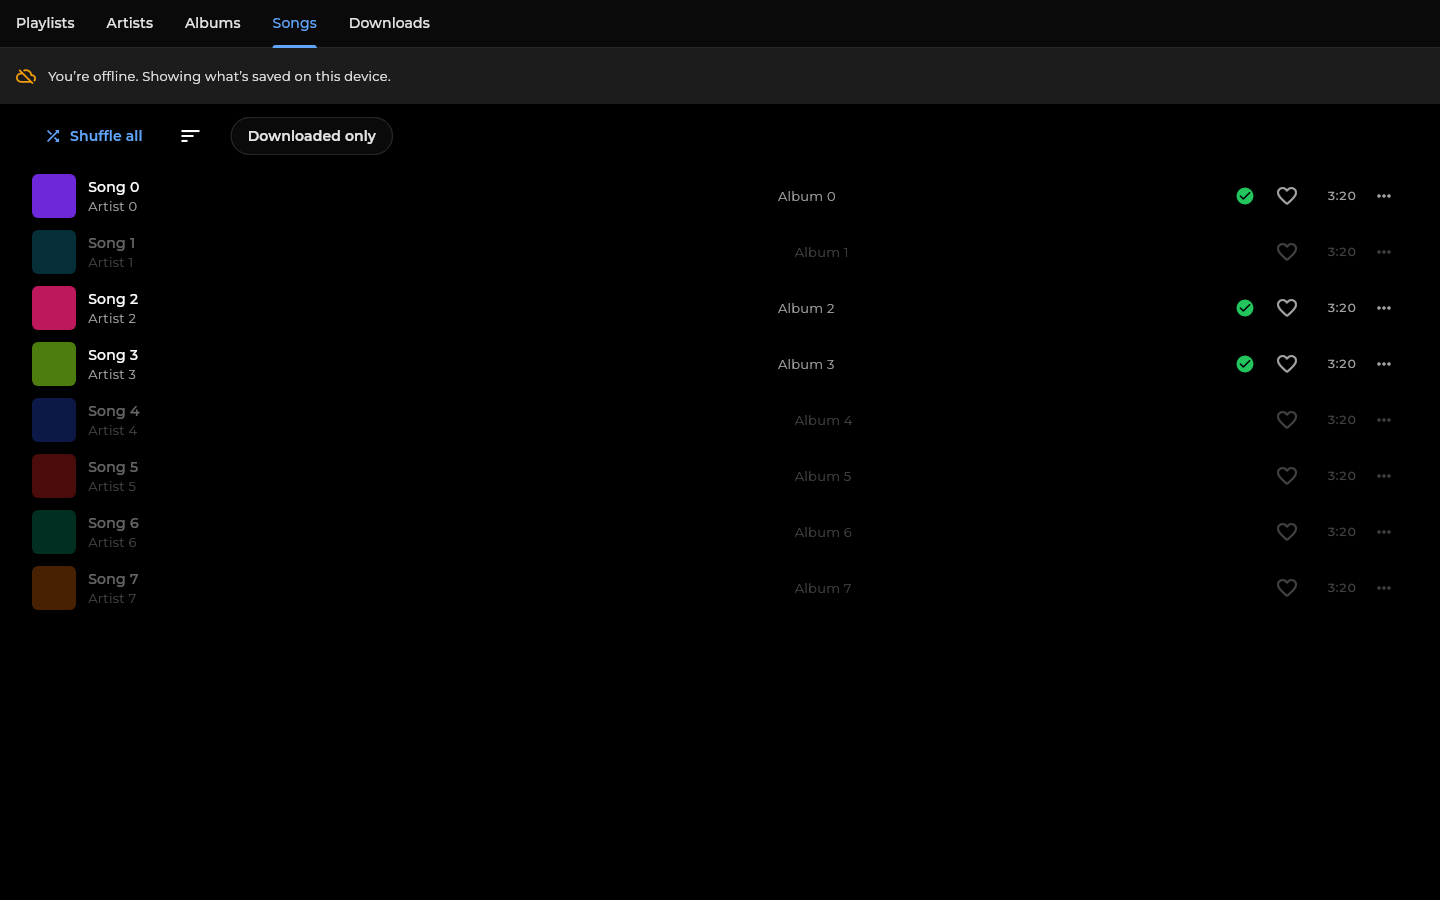 Playlists Artists Albums Songs Downloads
You’re offline. Showing what’s saved on this device.
Shuffle all Downloaded only
Song 0
Artist 0
Album 0 3:20
Song 1
Artist 1
Album 1 3:20
Song 2
Artist 2
Album 2 3:20
Song 3
Artist 3
Album 3 3:20
Song 4
Artist 4
Album 4 3:20
Song 5
Artist 5
Album 5 3:20
Song 6
Artist 6
Album 6 3:20
Song 7
Artist 7
Album 7 3:20